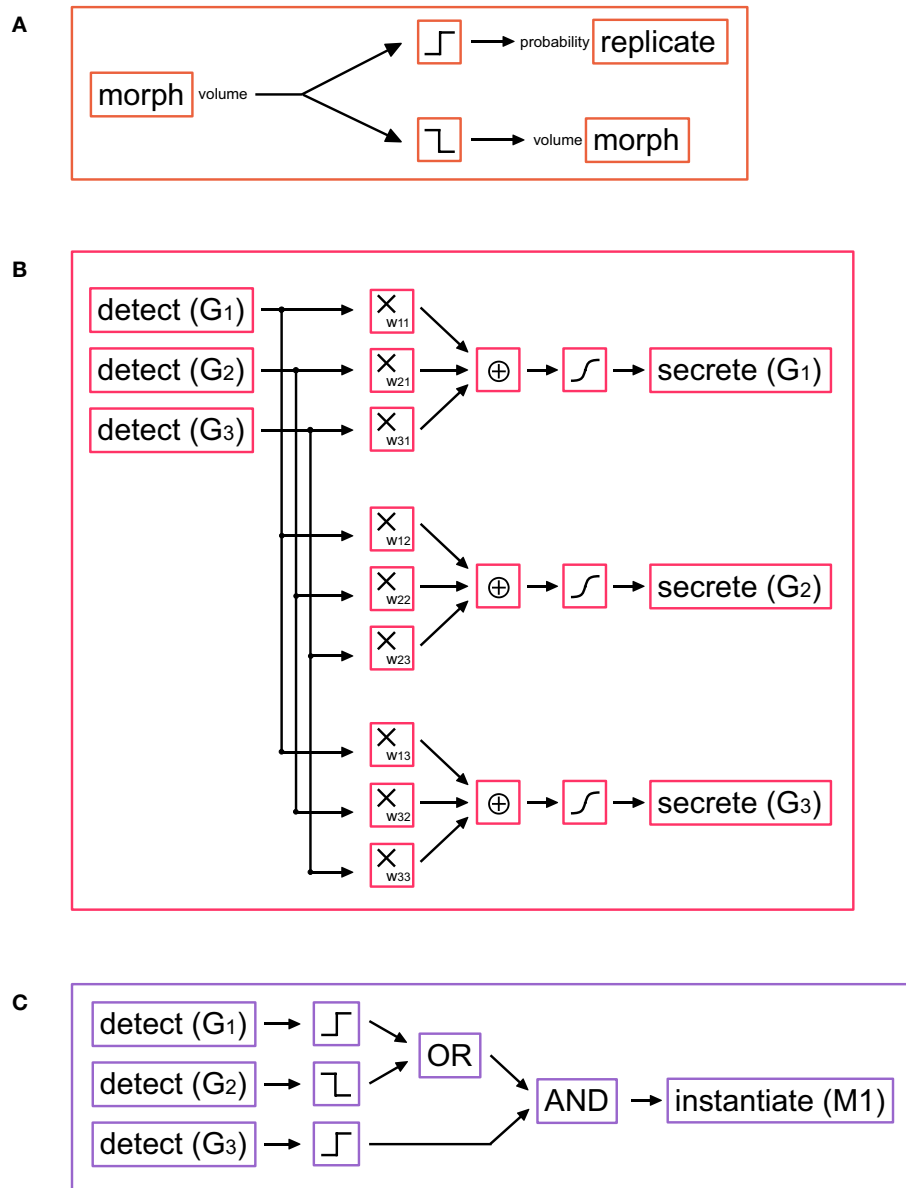 A
morph volume
probability replicate
volume morph
B
detect (G1)
detect (G2)
detect (G3)
× w11
× w21
× w31
⊕
secrete (G1)
× w12
× w22
× w23
⊕
secrete (G2)
× w13
× w32
× w33
⊕
secrete (G3)
C
detect (G1)
detect (G2)
detect (G3)
OR
AND
instantiate (M1)